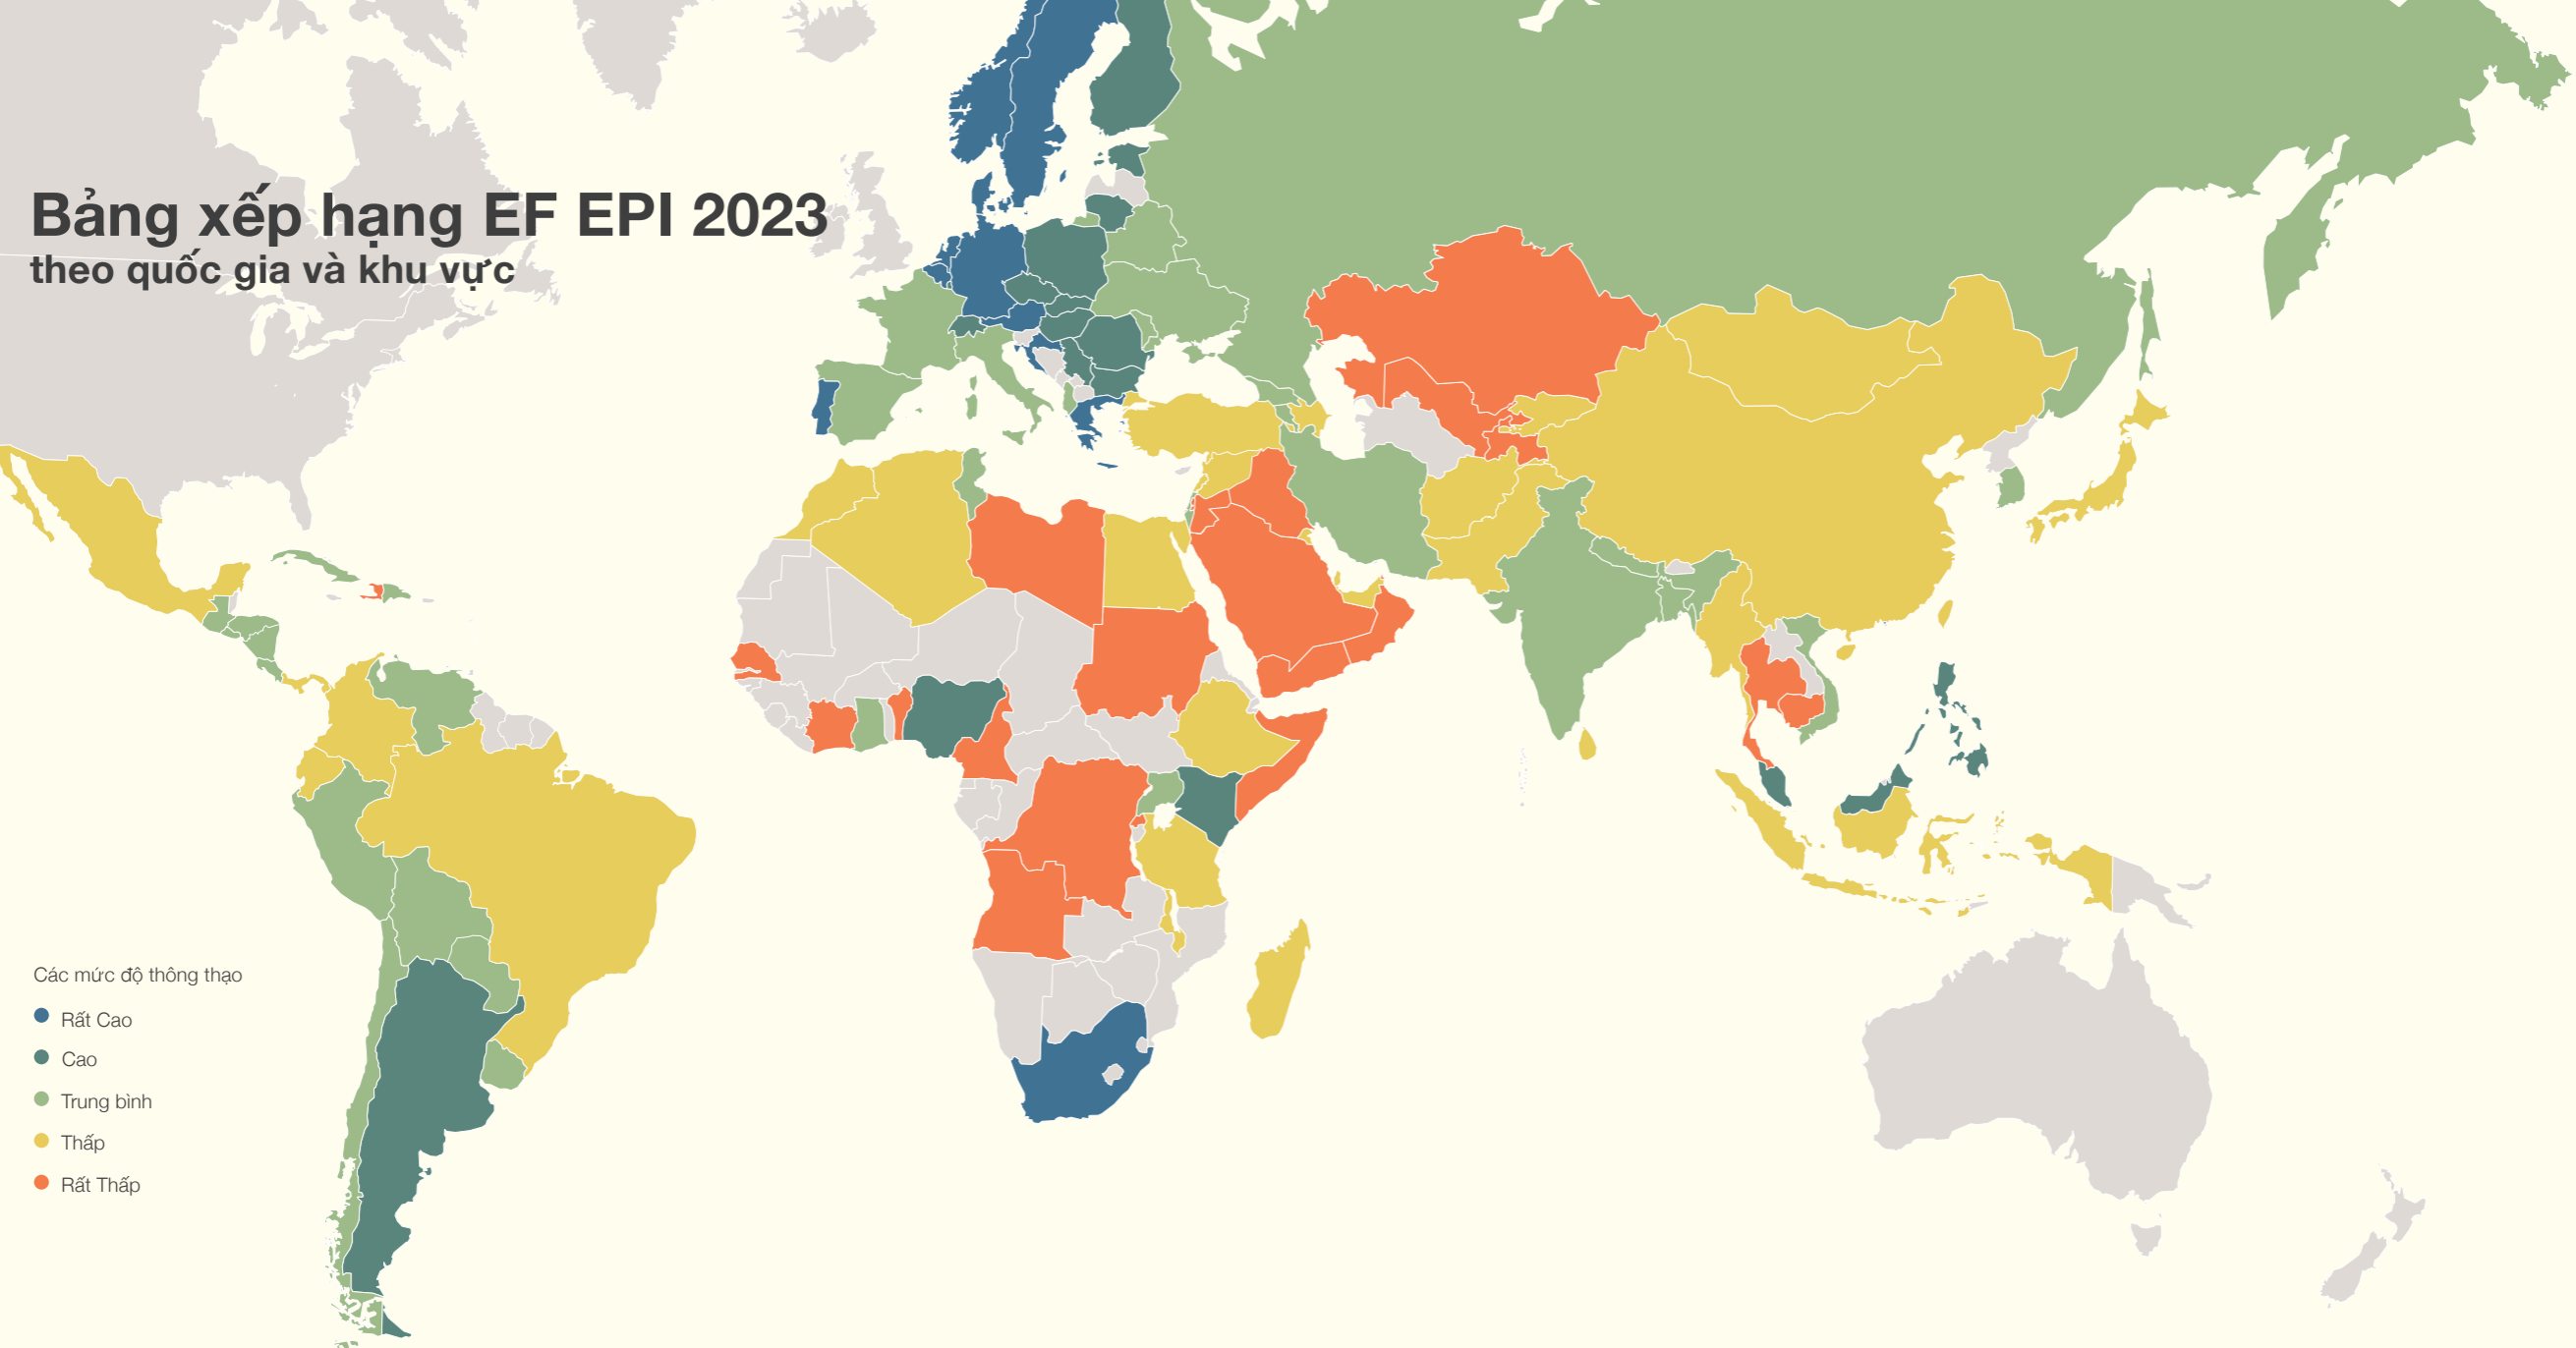 Bảng xếp hạng EF EPI 2023
theo quốc gia và khu vực
Các mức độ thông thạo
Rất Cao
Cao
Trung bình
Thấp
Rất Thấp